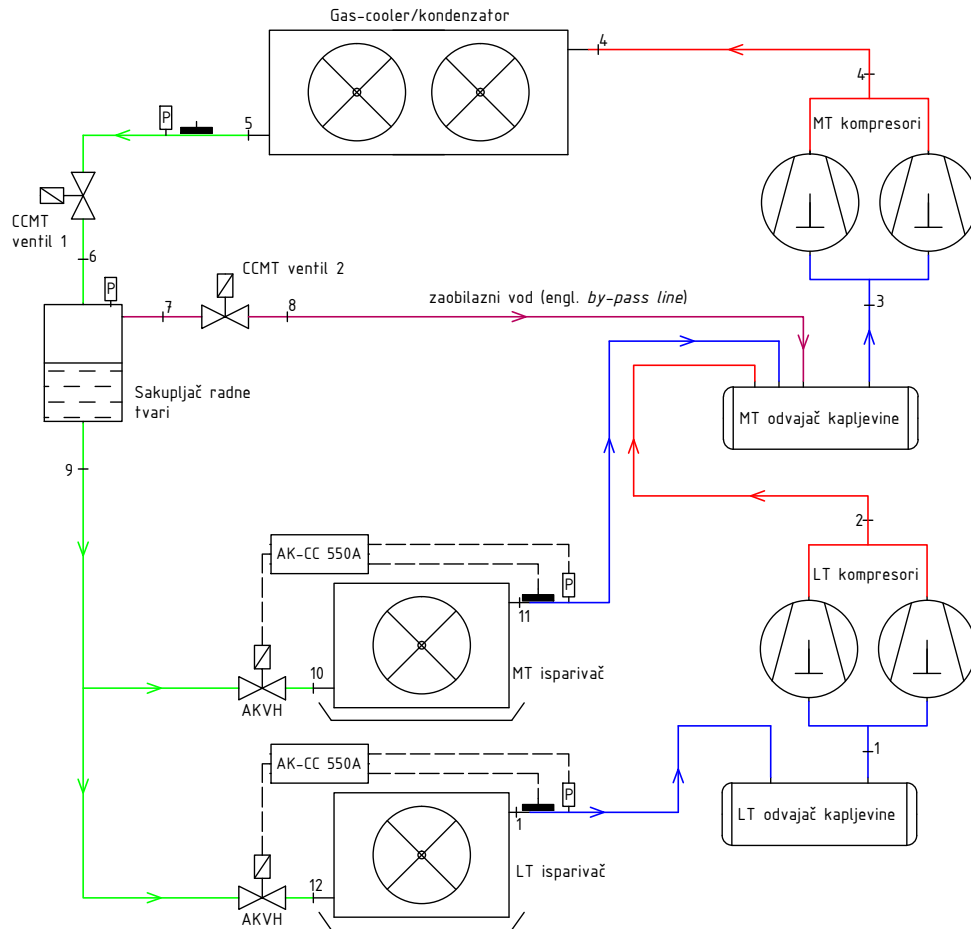 Gas-cooler/kondenzator
4
4
P
5
MT kompresori
CCMT
ventil 1
6
CCMT ventil 2
P
7
8
zaobilazni vod (engl. by-pass line)
3
Sakupljač radne
tvari
MT odvajač kapljevine
9
2
AK-CC 550A
P
LT kompresori
11
10
MT isparivač
AKVH
1
AK-CC 550A
P
1
LT odvajač kapljevine
12
LT isparivač
AKVH